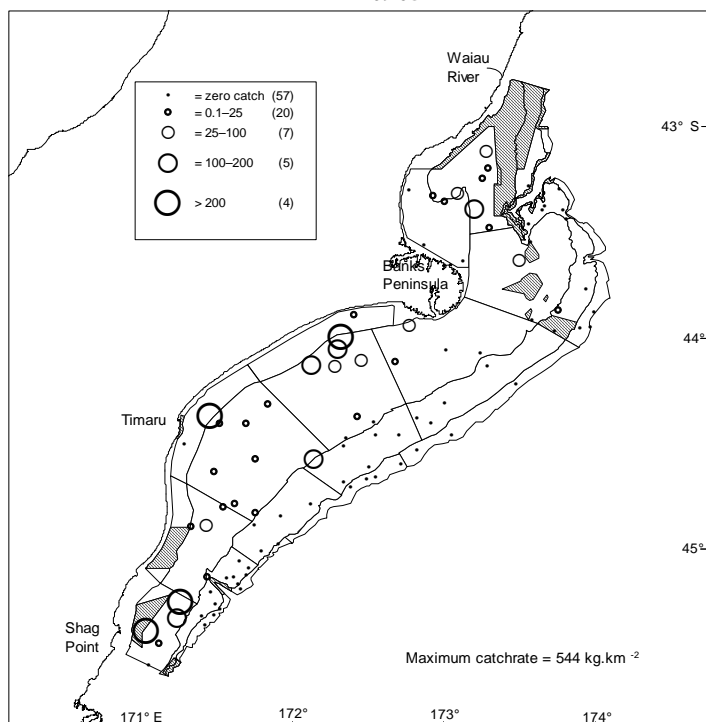 Waiau
River
= zero catch (57)
= 0.1–25 (20)
= 25–100 (7)
= 100–200 (5)
> 200 (4)
43° S
Banks
Peninsula
44°
Timaru
45°
Shag
Point
Maximum catchrate = 544 kg.km -2
171° E
172°
173°
174°